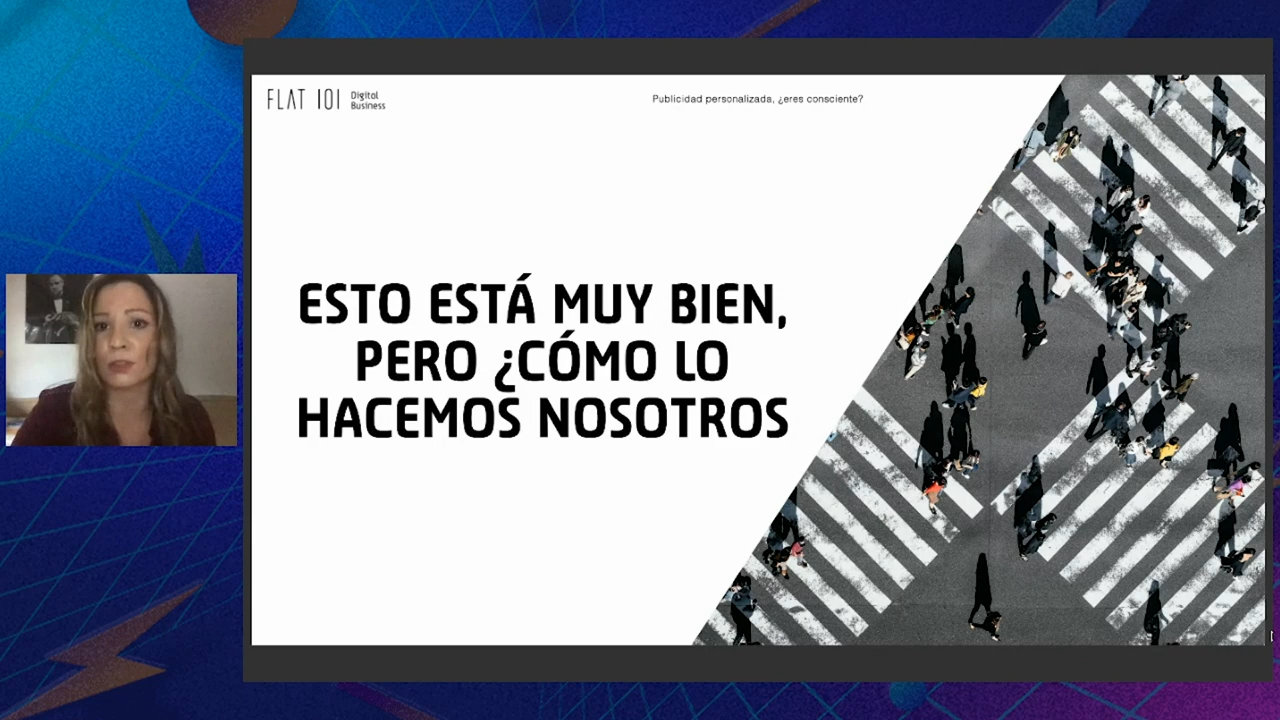 FLAT 101
Digital
Business
Publicidad personalizada, ¿eres consciente?
ESTO ESTÁ MUY BIEN,
PERO ¿CÓMO LO
HACEMOS NOSOTROS